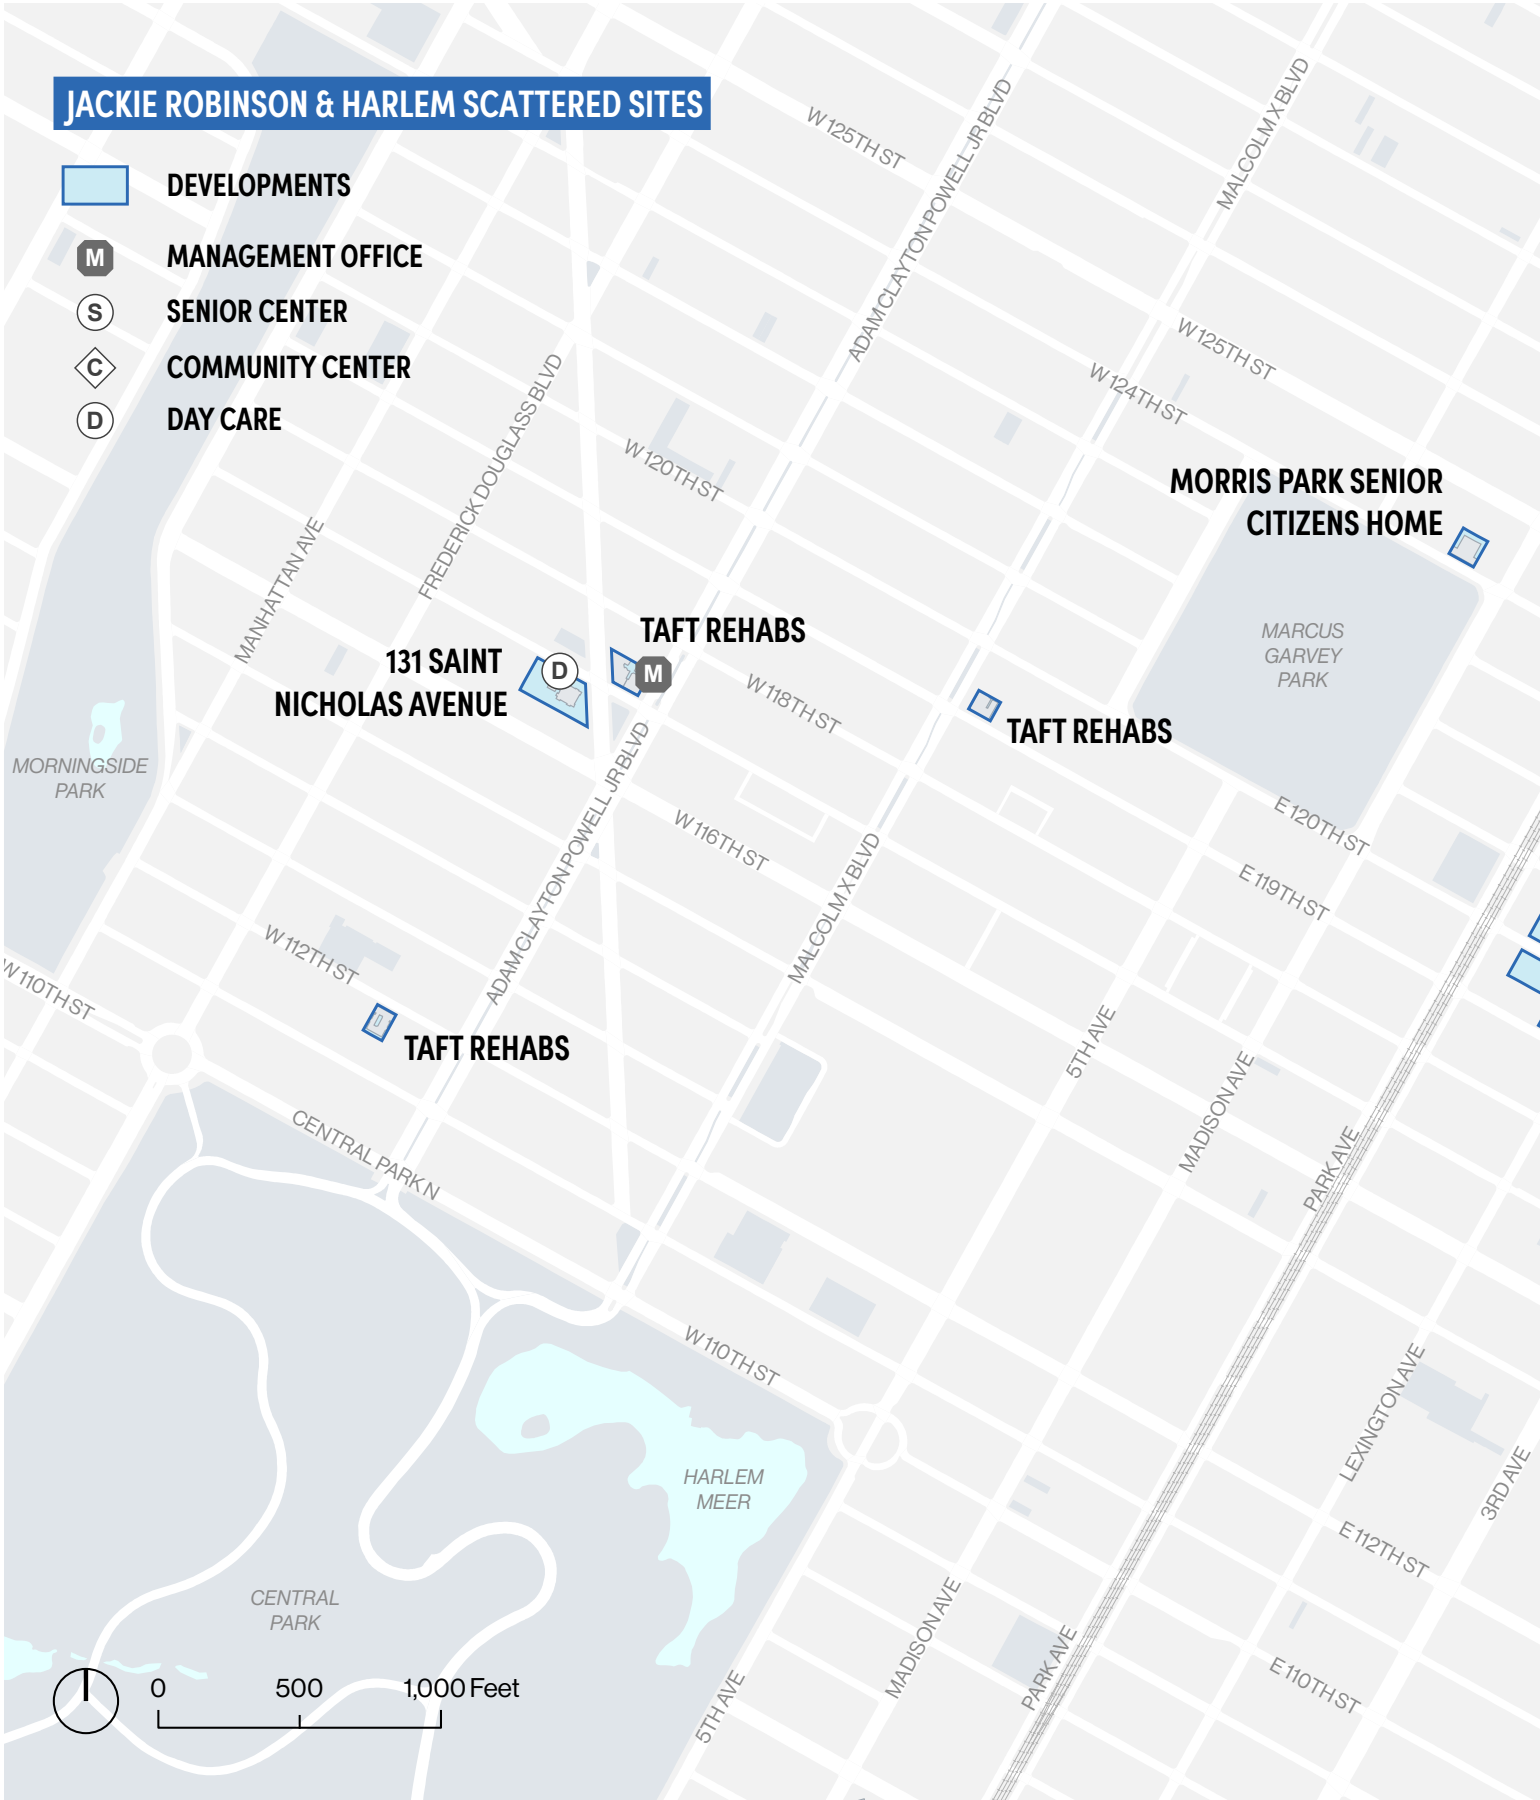 JACKIE ROBINSON & HARLEM SCATTERED SITES
DEVELOPMENTS
M
MANAGEMENT OFFICE
S
SENIOR CENTER
C
COMMUNITY CENTER
D
DAY CARE
W 125TH ST
ADAM CLAYTON POWELL JR BLVD
MALCOLM X BLVD
W 125TH ST
W 124TH ST
FREDERICK DOUGLASS BLVD
W 120TH ST
MORRIS PARK SENIOR
CITIZENS HOME
MANHATTAN AVE
MARCUS
GARVEY
PARK
TAFT REHABS
M
131 SAINT
NICHOLAS AVENUE
D
W 118TH ST
TAFT REHABS
MORNINGSIDE
PARK
ADAM CLAYTON POWELL JR BLVD
W 116TH ST
MALCOLM X BLVD
E 120TH ST
E 119TH ST
W 112TH ST
W 110TH ST
TAFT REHABS
5TH AVE
MADISON AVE
PARK AVE
CENTRAL PARK N
W 110TH ST
LEXINGTON AVE
3RD AVE
HARLEM
MEER
E 112TH ST
CENTRAL
PARK
MADISON AVE
PARK AVE
E 110TH ST
5TH AVE
0 500 1,000 Feet